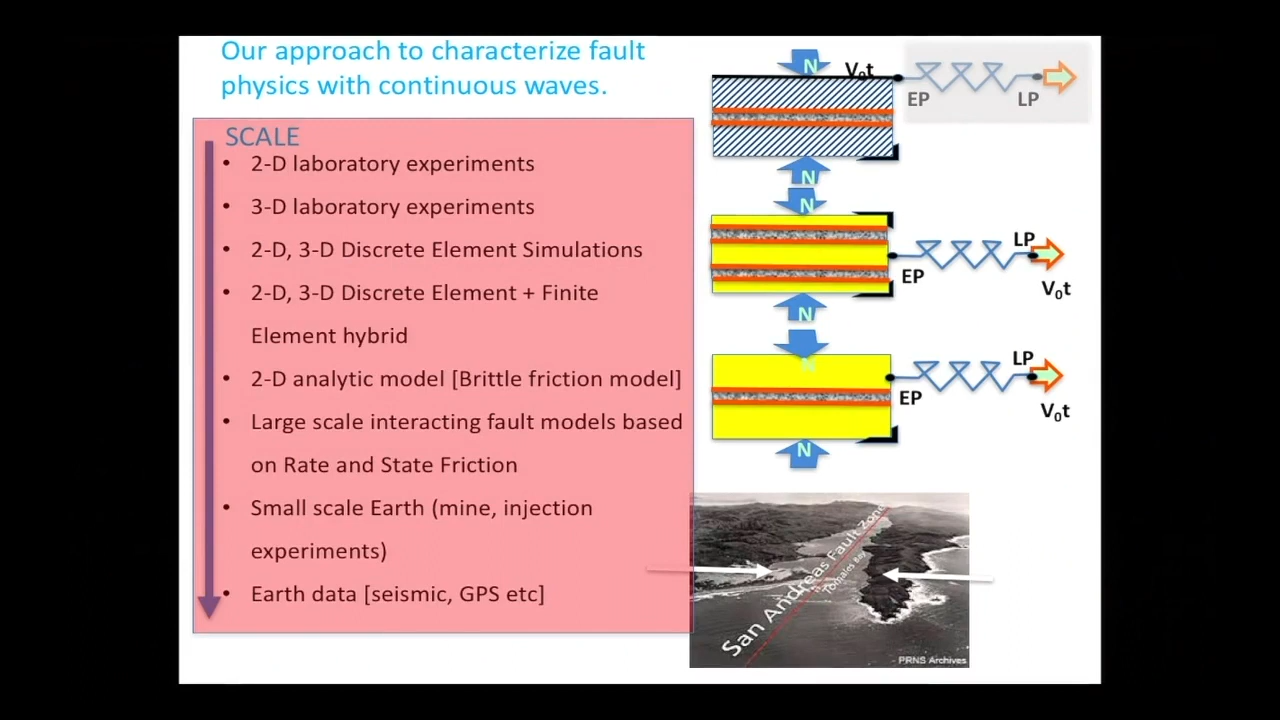 Our approach to characterize fault
physics with continuous waves.
SCALE
• 2-D laboratory experiments
• 3-D laboratory experiments
• 2-D, 3-D Discrete Element Simulations
• 2-D, 3-D Discrete Element + Finite
Element hybrid
• 2-D analytic model [Brittle friction model]
• Large scale interacting fault models based
on Rate and State Friction
• Small scale Earth (mine, injection
experiments)
• Earth data [seismic, GPS etc]
N
V₀t
EP
LP
N
N
LP
EP
V₀t
N
N
LP
EP
V₀t
N
San Andreas Fault Zone
Tomales Bay
PRNS Archives